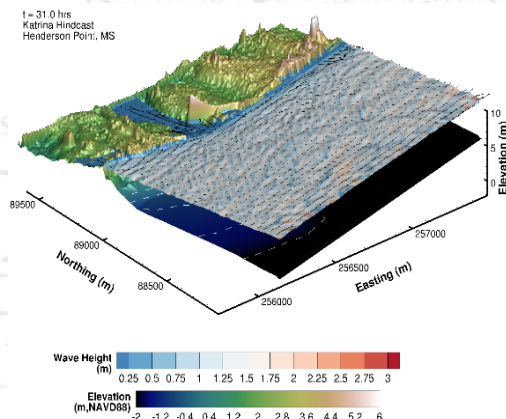 t = 31.0 hrs
Katrina Hindcast
Henderson Point, MS
10
5
0
Elevation (m)
89500
89000
88500
Northing (m)
257000
256500
256000
Easting (m)
Wave Height
(m)
0.25 0.5 0.75 1 1.25 1.5 1.75 2 2.25 2.5 2.75 3
Elevation
(m,NAVD88)
-2 -1.2 -0.4 0.4 1.2 2 2.8 3.6 4.4 5.2 6